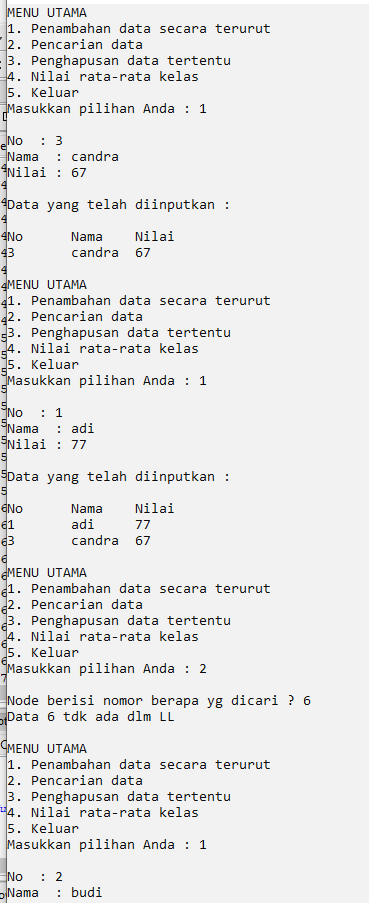 MENU UTAMA
1. Penambahan data secara terurut
2. Pencarian data
3. Penghapusan data tertentu
4. Nilai rata-rata kelas
5. Keluar
Masukkan pilihan Anda : 1
No : 3
Nama : candra
Nilai : 67
Data yang telah diinputkan :
No Nama Nilai
3 candra 67
MENU UTAMA
1. Penambahan data secara terurut
2. Pencarian data
3. Penghapusan data tertentu
4. Nilai rata-rata kelas
5. Keluar
Masukkan pilihan Anda : 1
No : 1
Nama : adi
Nilai : 77
Data yang telah diinputkan :
No Nama Nilai
1 adi 77
3 candra 67
MENU UTAMA
1. Penambahan data secara terurut
2. Pencarian data
3. Penghapusan data tertentu
4. Nilai rata-rata kelas
5. Keluar
Masukkan pilihan Anda : 2
Node berisi nomor berapa yg dicari ? 6
Data 6 tdk ada dlm LL
MENU UTAMA
1. Penambahan data secara terurut
2. Pencarian data
3. Penghapusan data tertentu
4. Nilai rata-rata kelas
5. Keluar
Masukkan pilihan Anda : 1
No : 2
Nama : budi